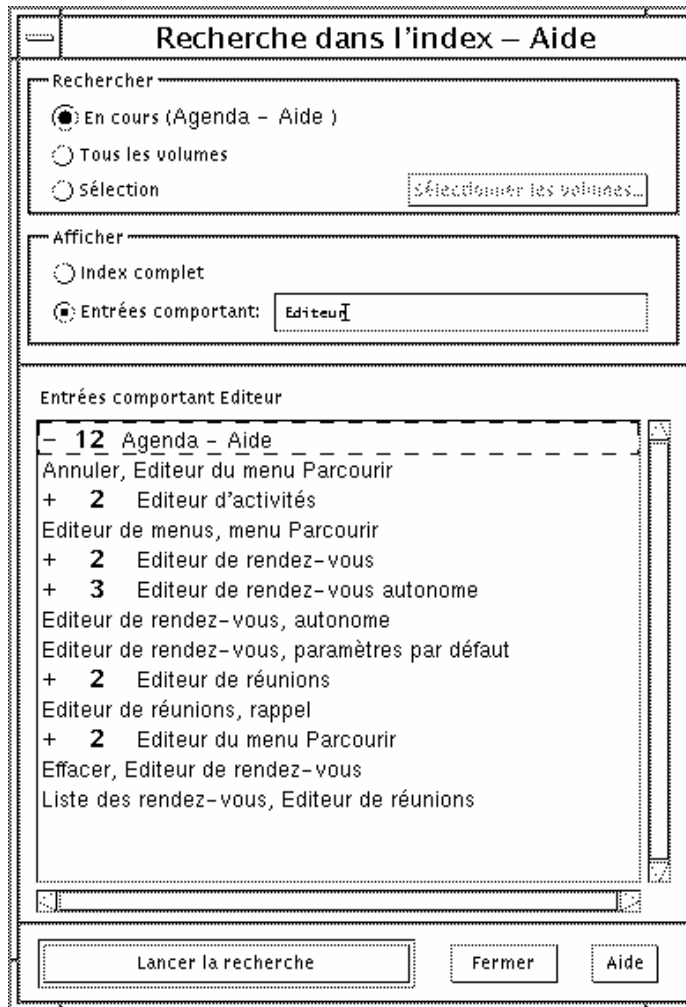 Recherche dans l'index – Aide
Rechercher
En cours (Agenda – Aide )
Tous les volumes
Sélection
Sélectionner les volumes...
Afficher
Index complet
Entrées comportant:
Editeur
Entrées comportant Editeur
– 12 Agenda – Aide
Annuler, Editeur du menu Parcourir
+ 2 Editeur d'activités
Editeur de menus, menu Parcourir
+ 2 Editeur de rendez-vous
+ 3 Editeur de rendez-vous autonome
Editeur de rendez-vous, autonome
Editeur de rendez-vous, paramètres par défaut
+ 2 Editeur de réunions
Editeur de réunions, rappel
+ 2 Editeur du menu Parcourir
Effacer, Editeur de rendez-vous
Liste des rendez-vous, Editeur de réunions
Lancer la recherche
Fermer
Aide